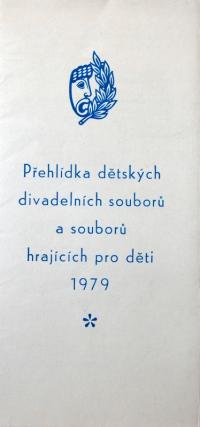 Přehlídka dětských
divadelních souborů
a souborů
hrajících pro děti
1979
*